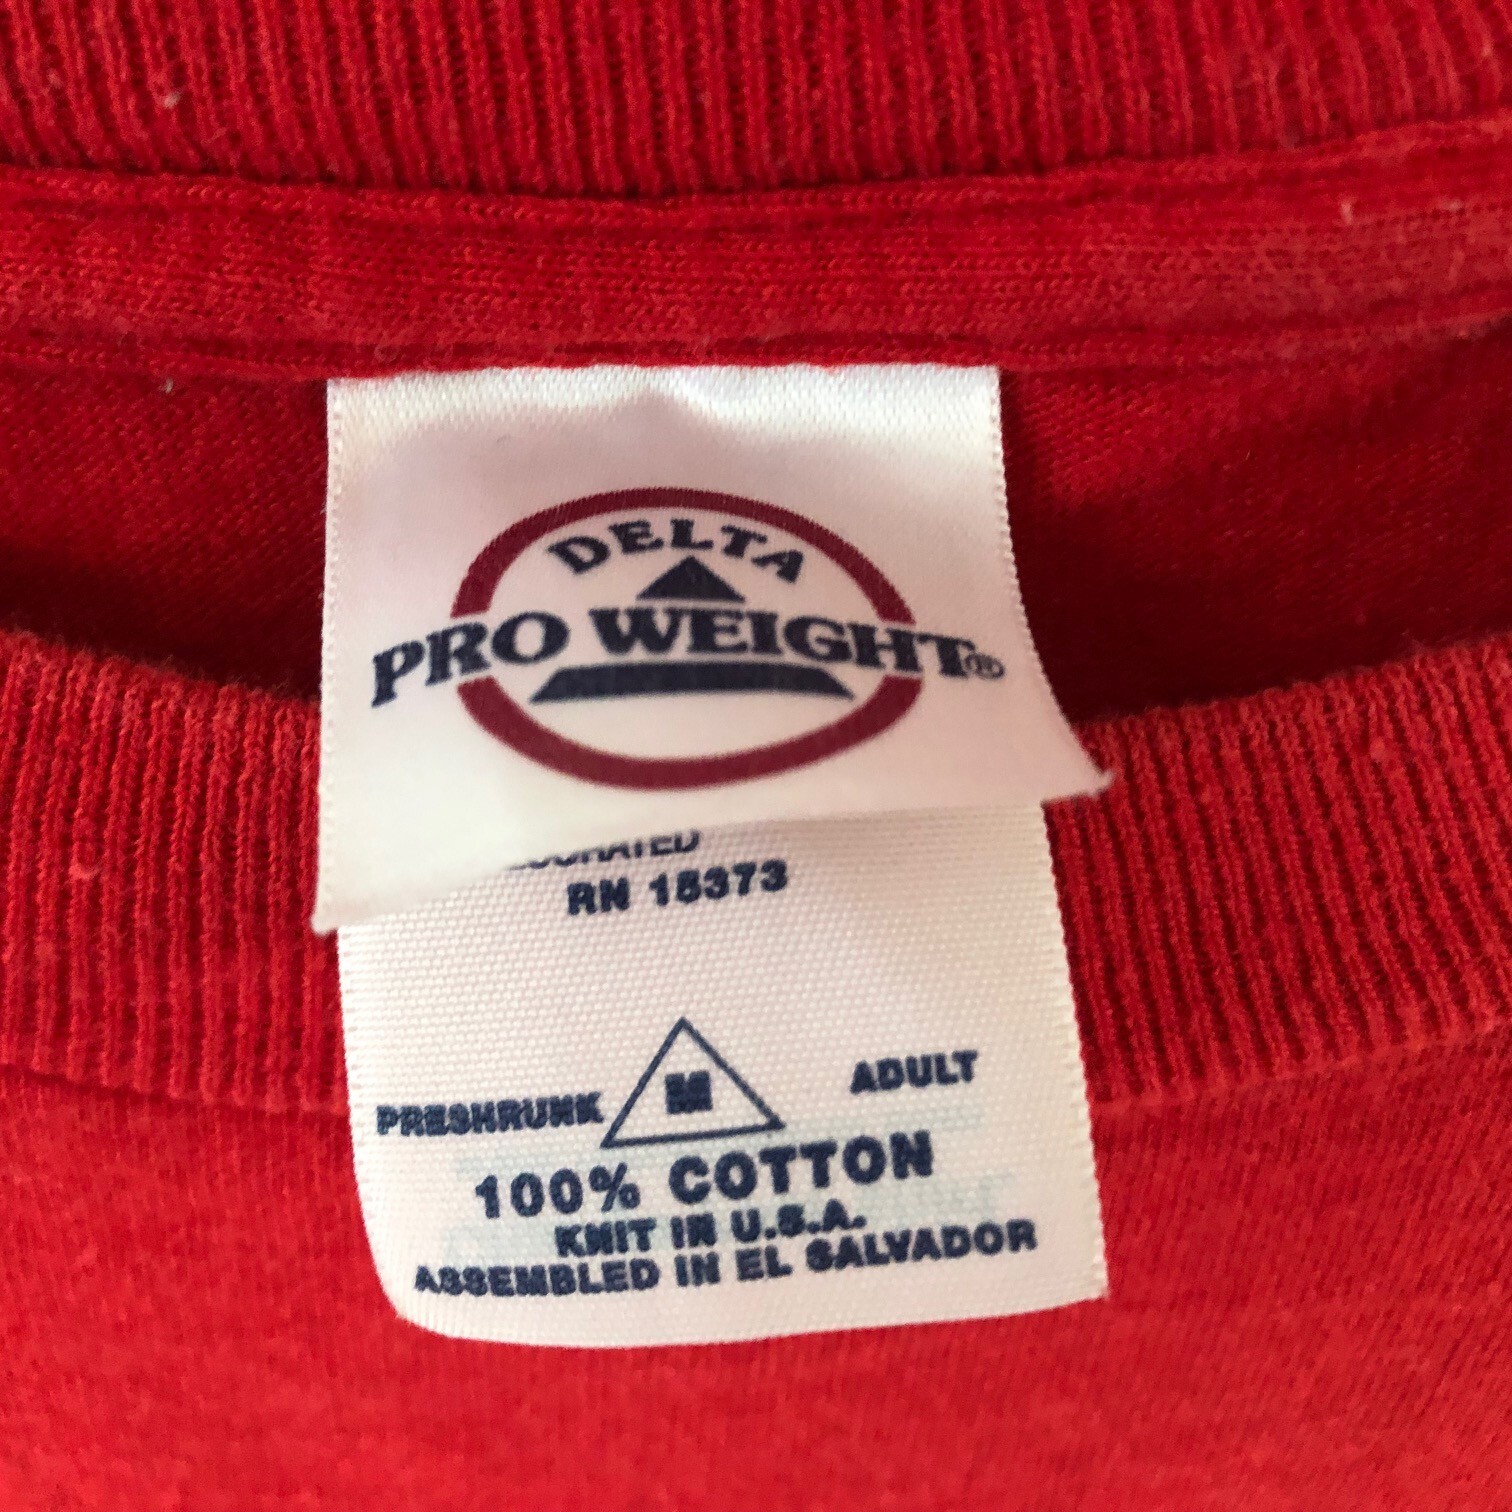 DELTA
PRO WEIGHT®
RN 15373
PRESHRUNK M ADULT
100% COTTON
KNIT IN U.S.A.
ASSEMBLED IN EL SALVADOR